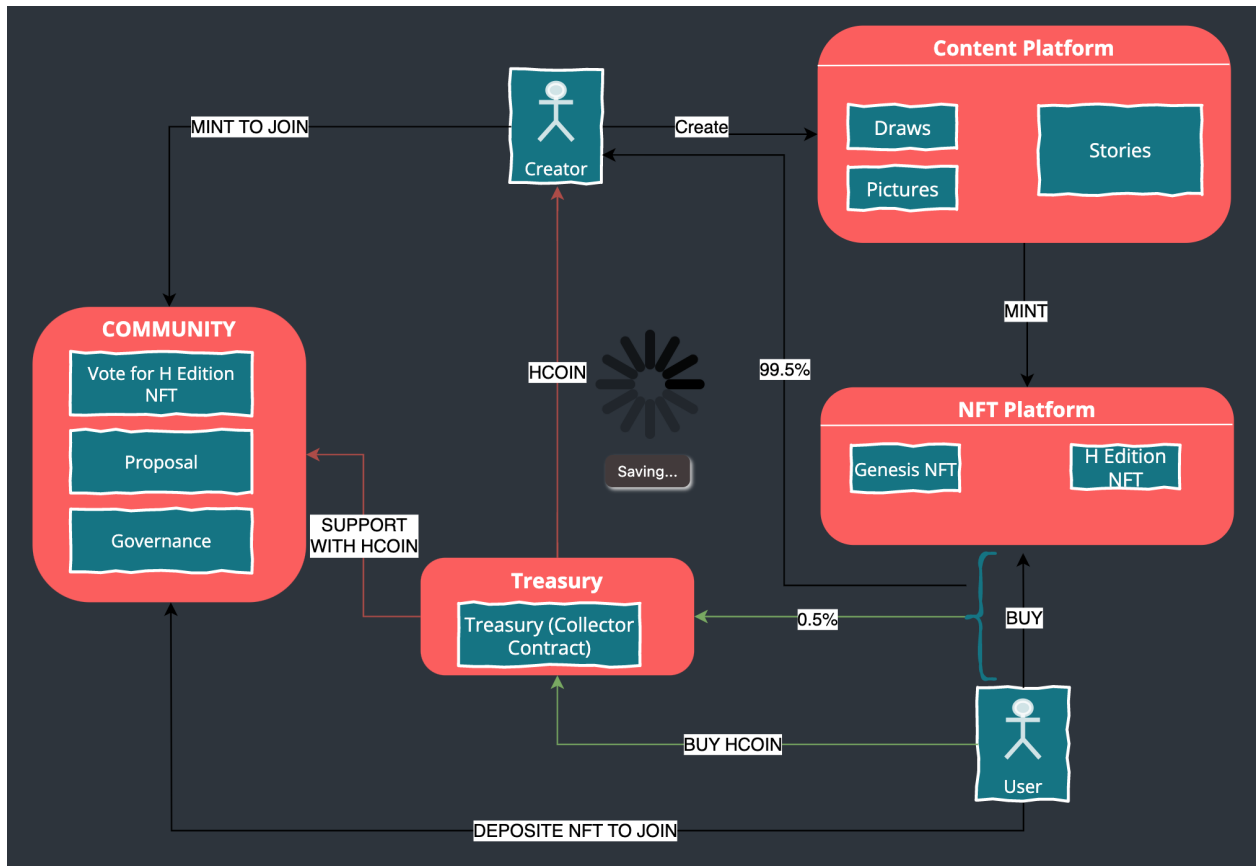 Content Platform
Draws
Stories
Pictures
Creator
MINT TO JOIN
Create
MINT
COMMUNITY
Vote for H Edition
NFT
Proposal
Governance
HCOIN
99.5%
Saving...
NFT Platform
Genesis NFT
H Edition
NFT
SUPPORT
WITH HCOIN
Treasury
Treasury (Collector
Contract)
0.5%
BUY
BUY HCOIN
User
DEPOSITE NFT TO JOIN